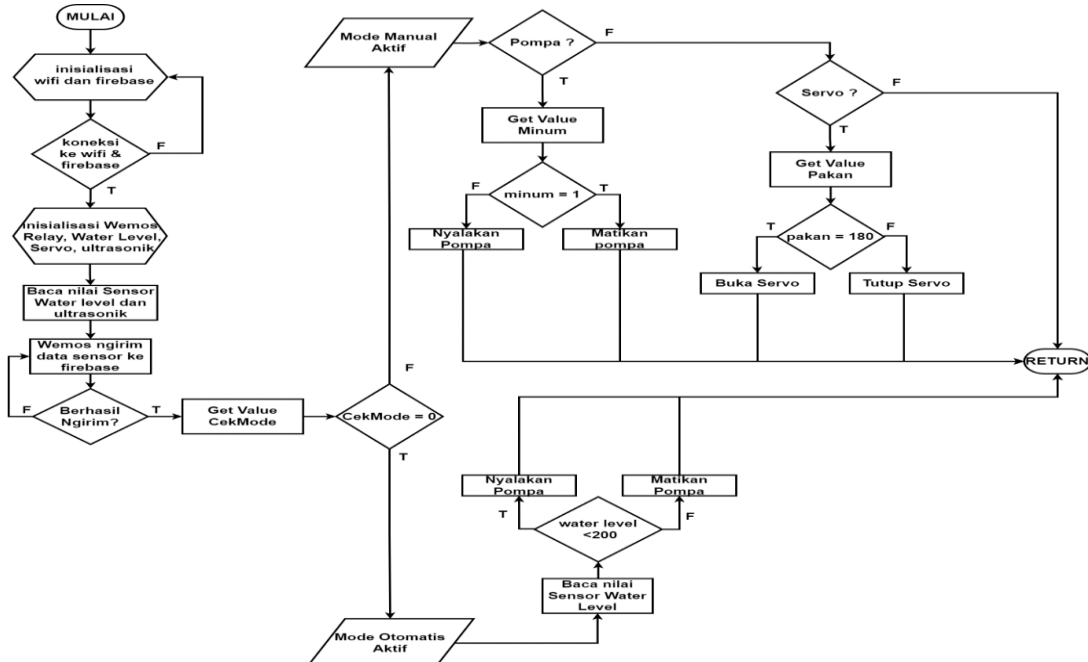 MULAI
inisialisasi
wifi dan firebase
koneksi
ke wifi &
firebase
F
T
Inisialisasi Wemos
Relay, Water Level,
Servo, ultrasonik
Baca nilai Sensor
Water level dan
ultrasonik
Wemos ngirim
data sensor ke
firebase
Berhasil
Ngirim?
F
T
Get Value
CekMode
CekMode = 0
F
T
Mode Manual
Aktif
Pompa ?
F
T
Get Value
Minum
minum = 1
F
T
Nyalakan
Pompa
Matikan
pompa
Servo ?
F
T
Get Value
Pakan
pakan = 180
T
F
Buka Servo
Tutup Servo
RETURN
Mode Otomatis
Aktif
Baca nilai
Sensor Water
Level
water level
<200
T
F
Nyalakan
Pompa
Matikan
Pompa